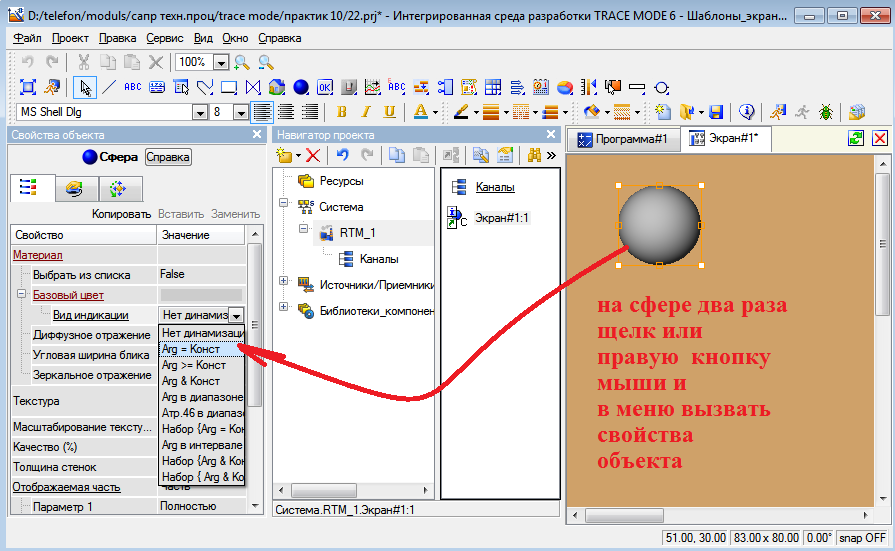 D:/telefon/moduls/сапр техн.проц/trace mode/практик 10/22.prj* - Интегрированная среда разработки TRACE MODE 6 - Шаблоны_экран...
Файл Проект Правка Сервис Вид Окно Справка
100%
ABC OK ABC
MS Shell Dlg 8 B I U A
Свойства объекта
Сфера Справка
Копировать Вставить Заменить
Свойство Значение
Материал
Выбрать из списка False
Базовый цвет
Вид индикации Нет динамиз
Диффузное отражение
Угловая ширина блика
Зеркальное отражение
Текстура
Масштабирование тексту...
Качество (%)
Толщина стенок
Отображаемая часть Часть
Параметр 1 Полностью
Нет динамизаци
Arg = Конст
Arg >= Конст
Arg & Конст
Arg в диапазоне
Атр.46 в диапазо
Набор {Arg = Кон
Arg в интервале
Набор {Arg & Кон
Набор { Arg & Ко
Навигатор проекта
Ресурсы
Система
RTM_1
Каналы
Источники/Приемники
Библиотеки_компонен
Каналы
Экран#1:1
Система.RTM_1.Экран#1:1
Программа#1 Экран#1*
на сфере два раза
щелк или
правую кнопку
мыши и
в меню вызвать
свойства
объекта
51.00, 30.00 83.00 x 80.00 0.00° snap OFF